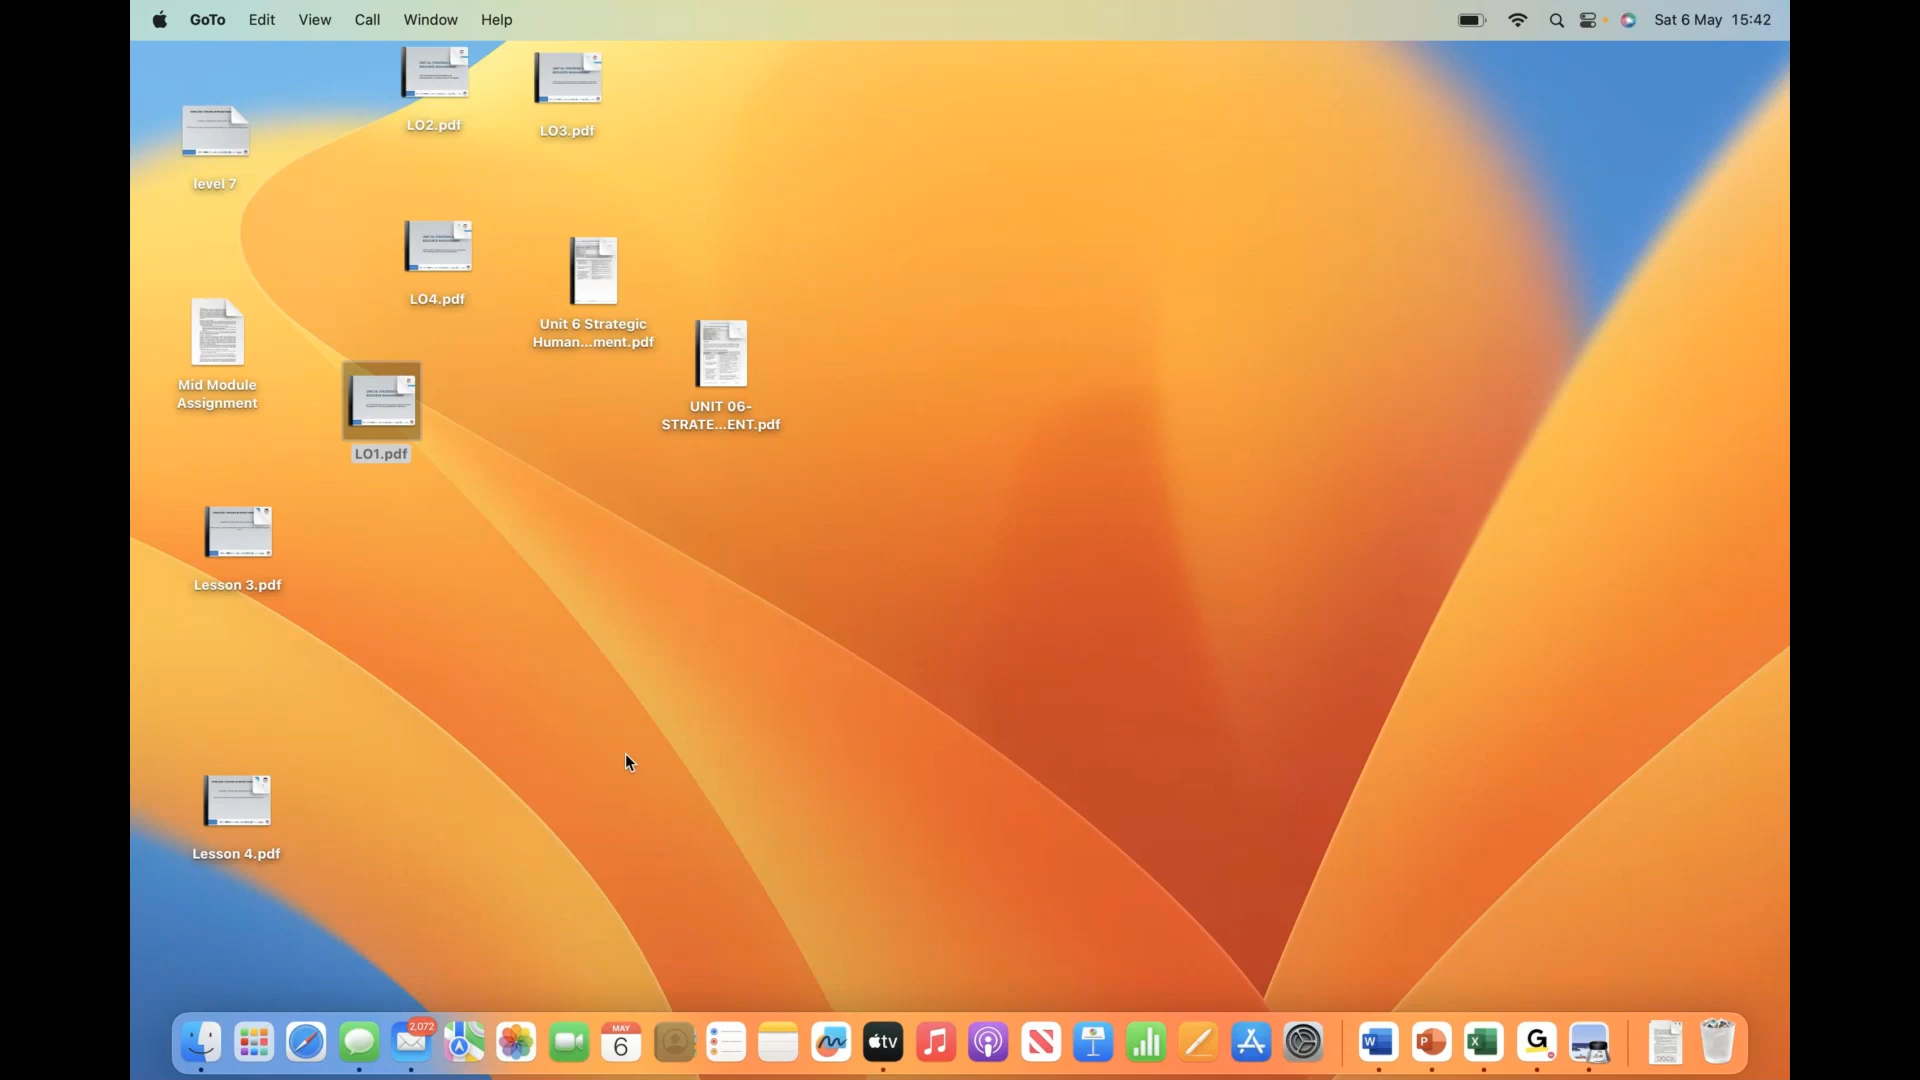 GoTo Edit View Call Window Help Sat 6 May 15:42
LO2.pdf
LO3.pdf
level 7
LO4.pdf
Unit 6 Strategic
Human...ment.pdf
Mid Module
Assignment
UNIT 06-
STRATE...ENT.pdf
LO1.pdf
Lesson 3.pdf
Lesson 4.pdf
2,072
MAY
6
tv
W
P
X
G
DOCX